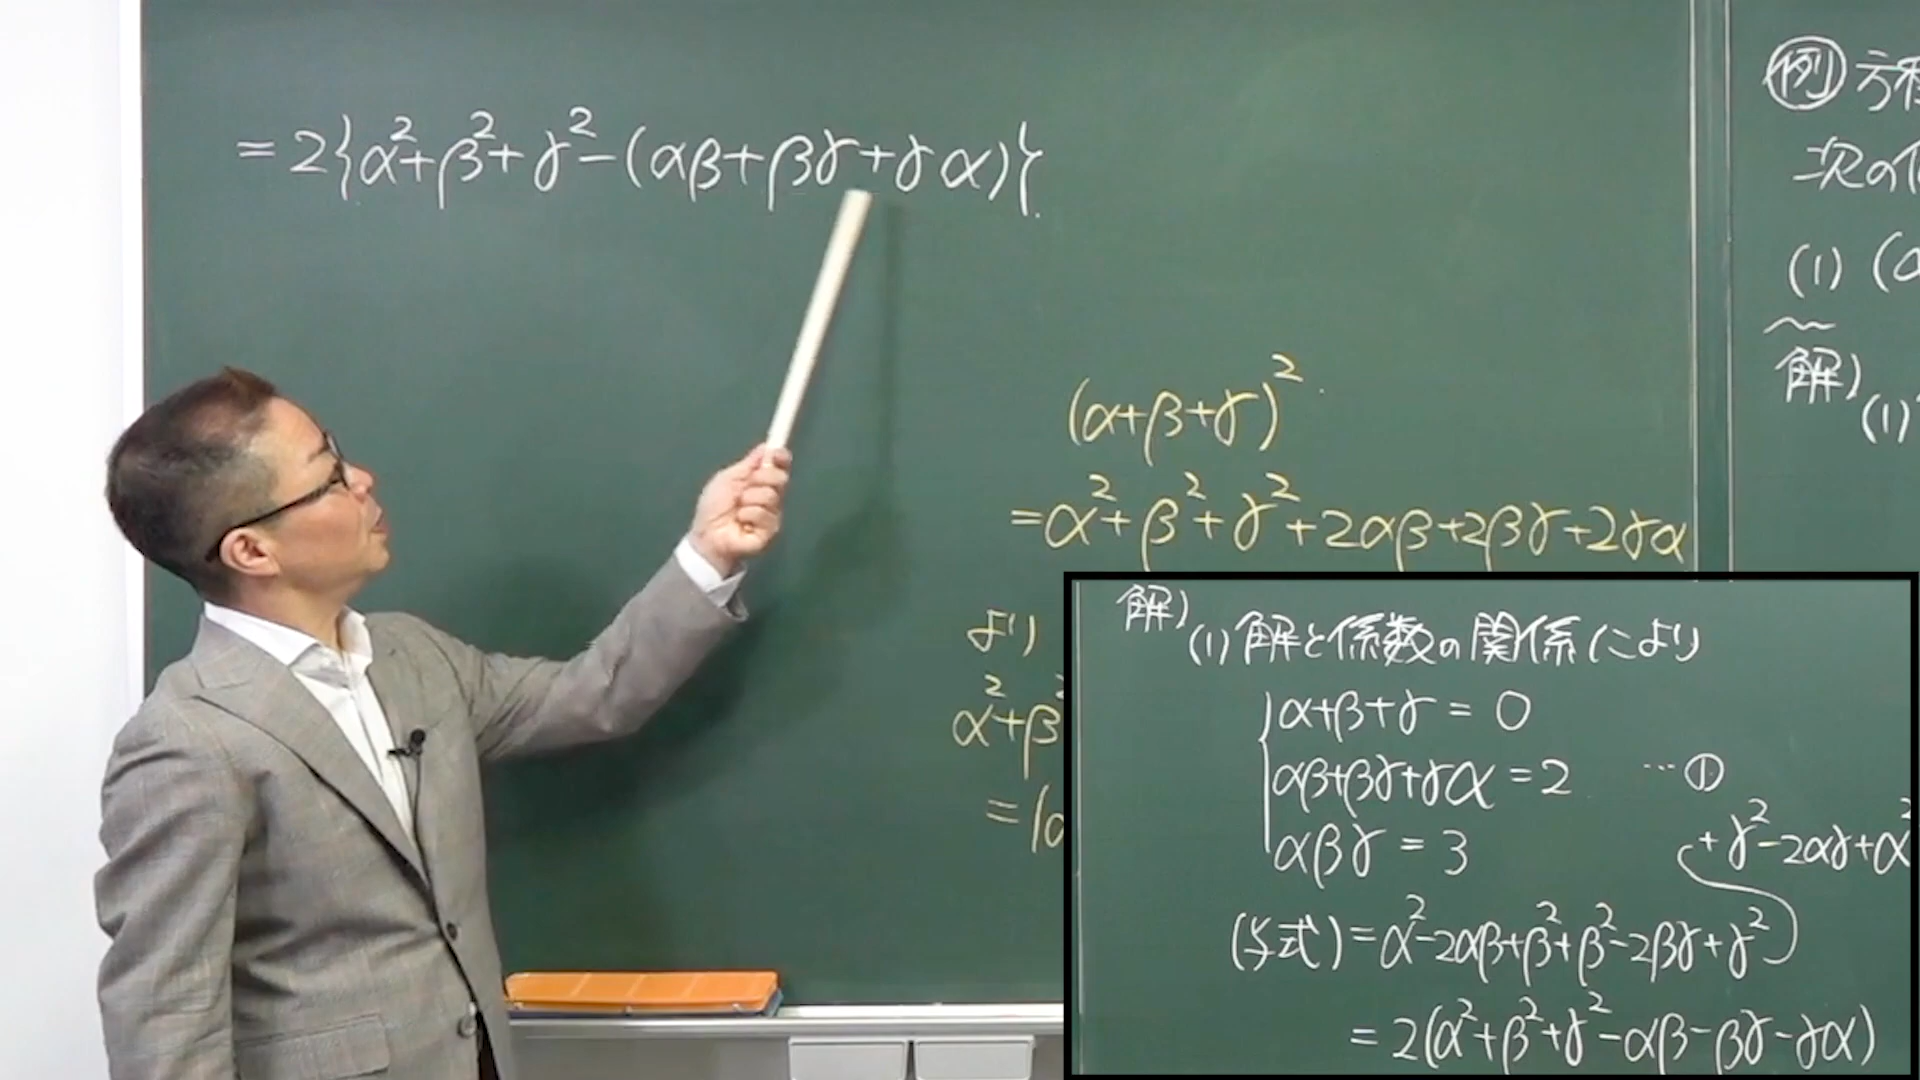 = 2{α²+β²+γ²-(αβ+βγ+γα)}
(α+β+γ)²
=α²+β²+γ²+2αβ+2βγ+2γα
より
α²+β
=(α
例 方程
次の
(1) (
解)
(1)
解)
(1) 解と係数の関係により
α+β+γ = 0
αβ+βγ+γα = 2 …①
αβγ = 3
+γ²-2αγ+α²
(与式)=α²-2αβ+β²+β²-2βγ+γ²
= 2(α²+β²+γ²-αβ-βγ-γα)